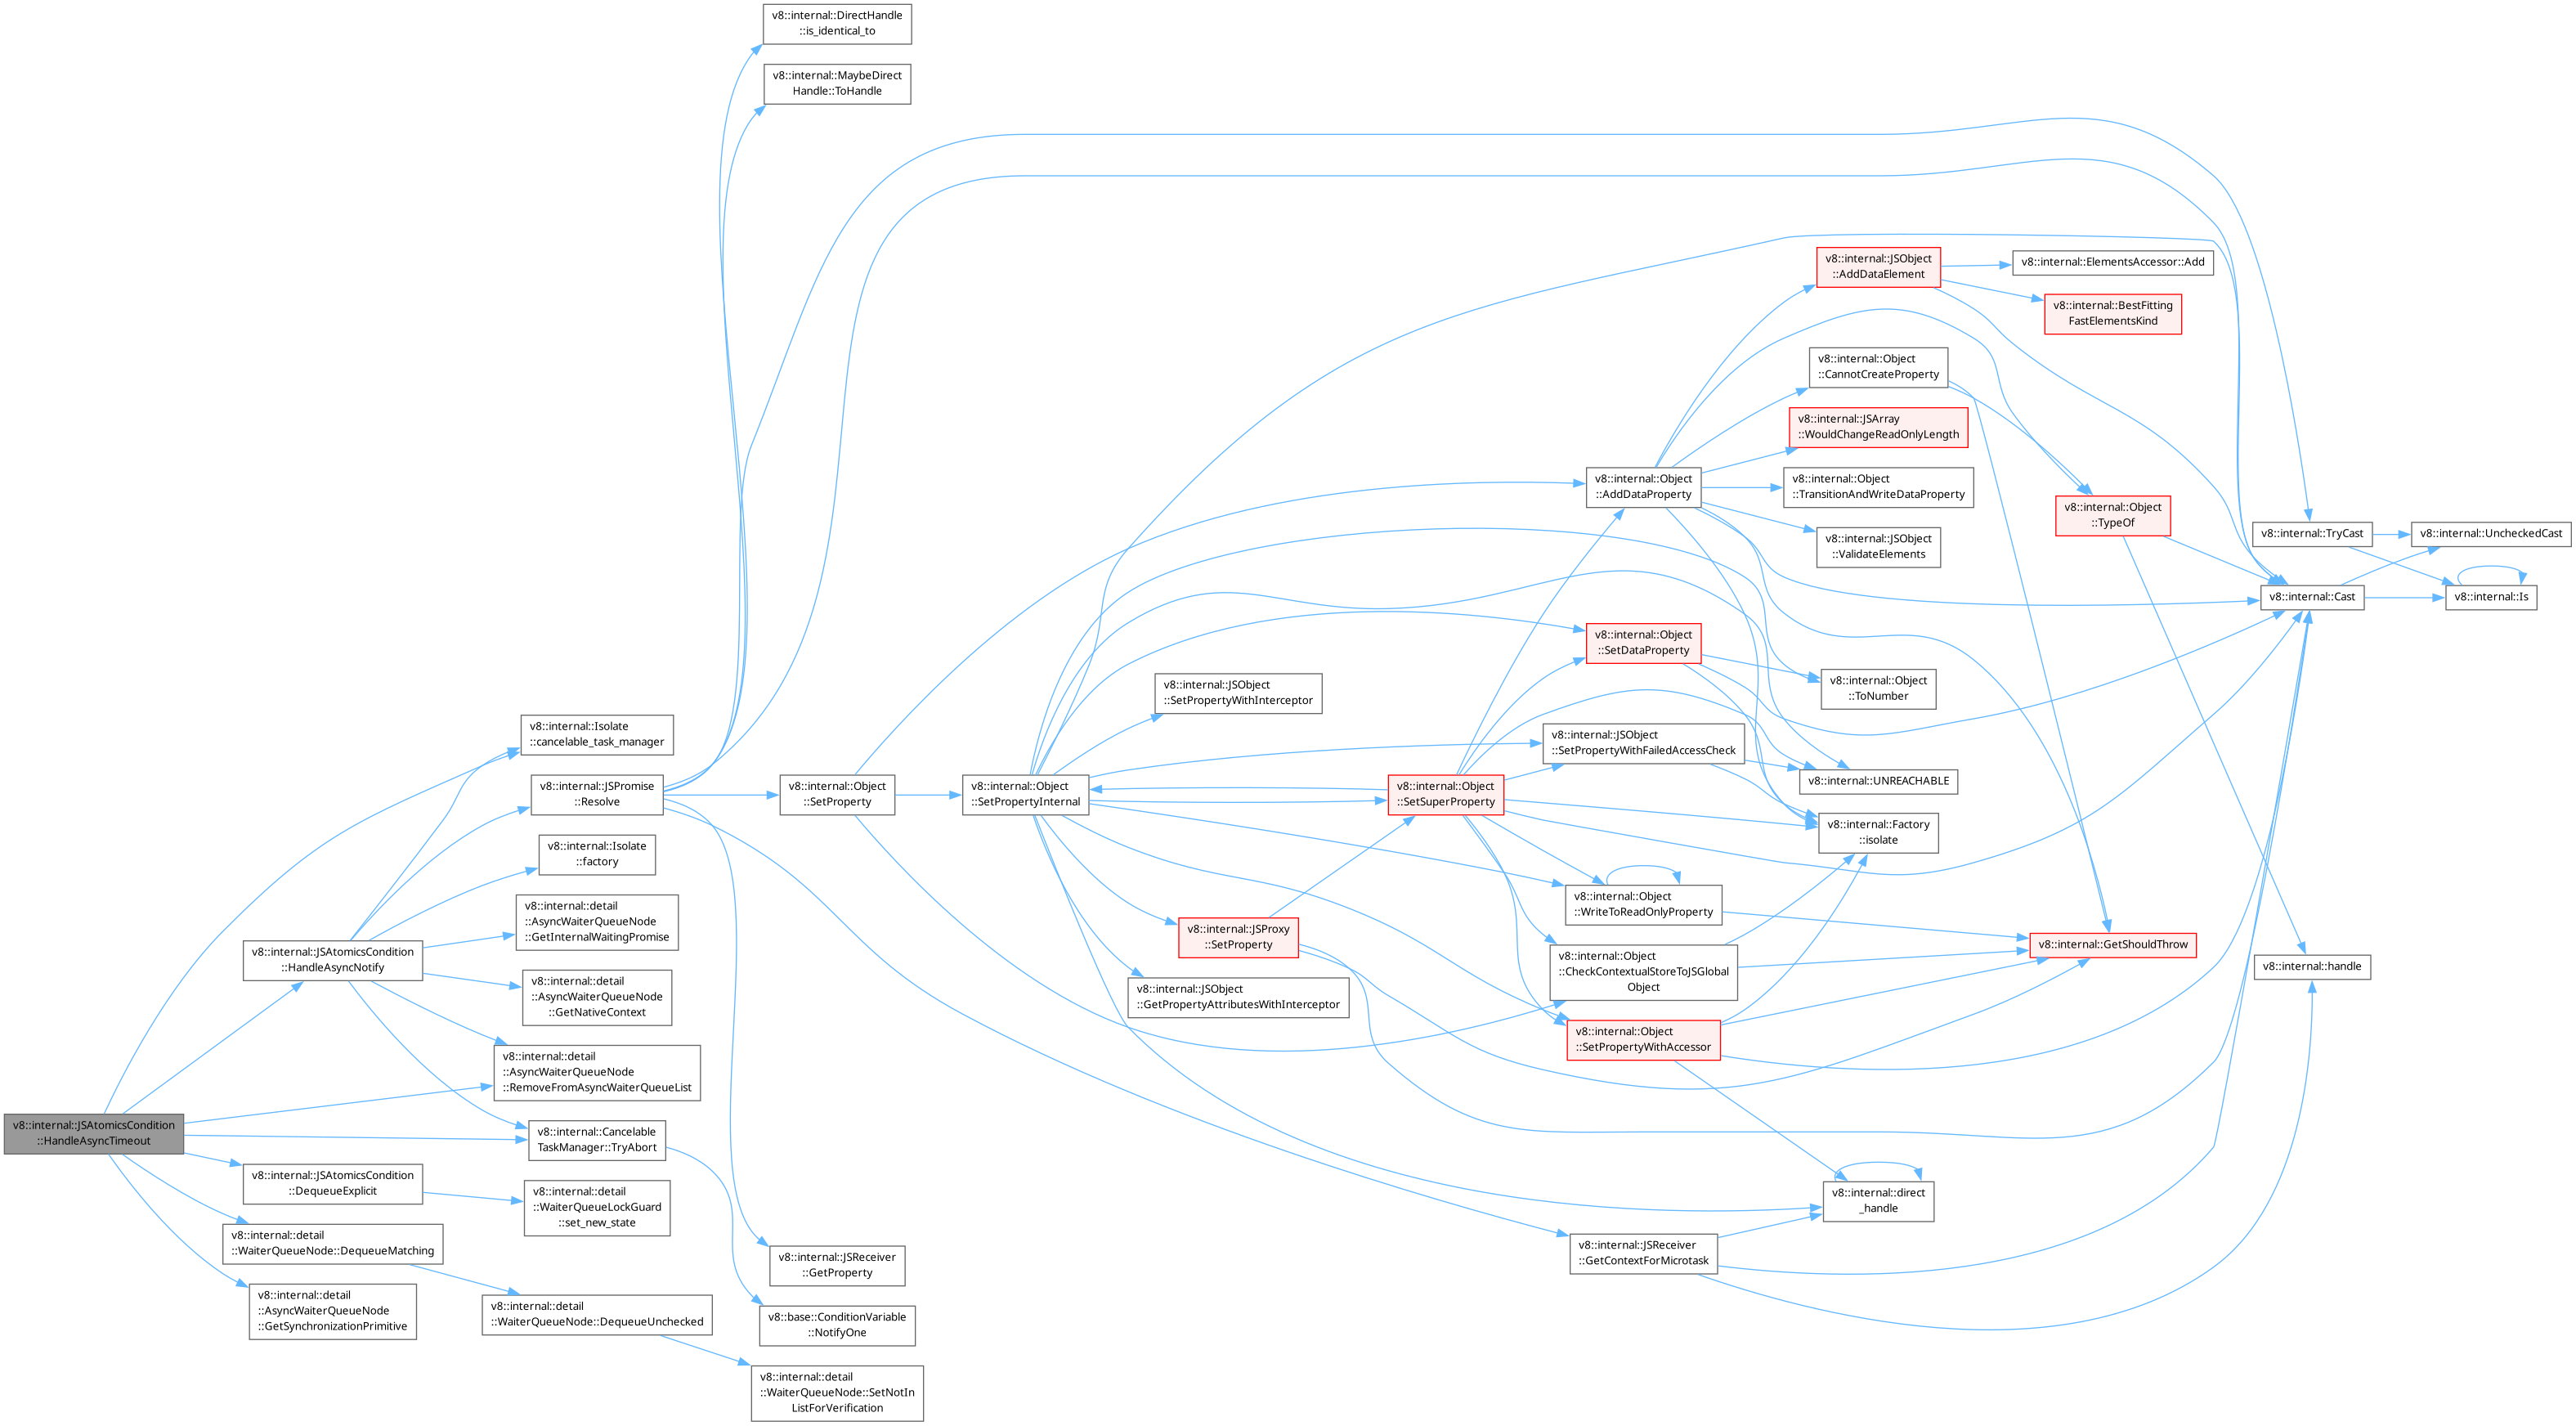 v8::internal::DirectHandle
::is_identical_to
v8::internal::MaybeDirect
Handle::ToHandle
v8::internal::JSObject
::AddDataElement
v8::internal::ElementsAccessor::Add
v8::internal::BestFitting
FastElementsKind
v8::internal::Object
::CannotCreateProperty
v8::internal::JSArray
::WouldChangeReadOnlyLength
v8::internal::Object
::AddDataProperty
v8::internal::Object
::TransitionAndWriteDataProperty
v8::internal::Object
::TypeOf
v8::internal::JSObject
::ValidateElements
v8::internal::TryCast
v8::internal::UncheckedCast
v8::internal::Cast
v8::internal::Is
v8::internal::Object
::SetDataProperty
v8::internal::JSObject
::SetPropertyWithInterceptor
v8::internal::Object
::ToNumber
v8::internal::Isolate
::cancelable_task_manager
v8::internal::JSObject
::SetPropertyWithFailedAccessCheck
v8::internal::UNREACHABLE
v8::internal::JSPromise
::Resolve
v8::internal::Object
::SetProperty
v8::internal::Object
::SetPropertyInternal
v8::internal::Object
::SetSuperProperty
v8::internal::Factory
::isolate
v8::internal::Isolate
::factory
v8::internal::Object
::WriteToReadOnlyProperty
v8::internal::detail
::AsyncWaiterQueueNode
::GetInternalWaitingPromise
v8::internal::JSProxy
::SetProperty
v8::internal::GetShouldThrow
v8::internal::JSAtomicsCondition
::HandleAsyncNotify
v8::internal::Object
::CheckContextualStoreToJSGlobal
Object
v8::internal::handle
v8::internal::detail
::AsyncWaiterQueueNode
::GetNativeContext
v8::internal::JSObject
::GetPropertyAttributesWithInterceptor
v8::internal::Object
::SetPropertyWithAccessor
v8::internal::detail
::AsyncWaiterQueueNode
::RemoveFromAsyncWaiterQueueList
v8::internal::JSAtomicsCondition
::HandleAsyncTimeout
v8::internal::Cancelable
TaskManager::TryAbort
v8::internal::JSAtomicsCondition
::DequeueExplicit
v8::internal::detail
::WaiterQueueLockGuard
::set_new_state
v8::internal::direct
_handle
v8::internal::detail
::WaiterQueueNode::DequeueMatching
v8::internal::JSReceiver
::GetProperty
v8::internal::JSReceiver
::GetContextForMicrotask
v8::internal::detail
::AsyncWaiterQueueNode
::GetSynchronizationPrimitive
v8::internal::detail
::WaiterQueueNode::DequeueUnchecked
v8::base::ConditionVariable
::NotifyOne
v8::internal::detail
::WaiterQueueNode::SetNotIn
ListForVerification